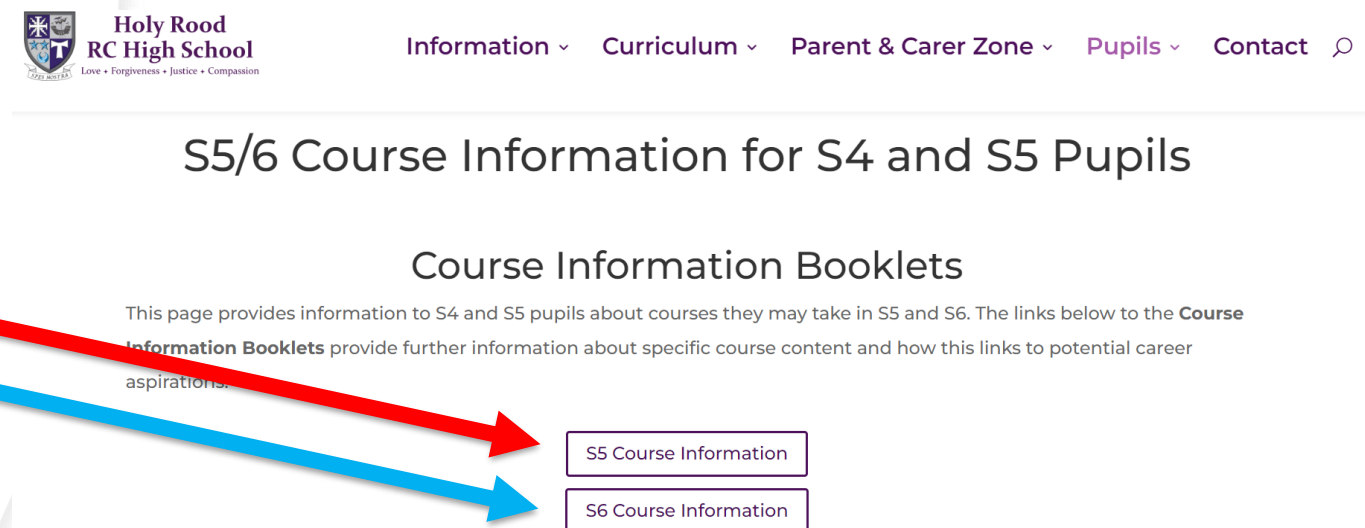 Holy Rood
RC High School
Love + Forgiveness + Justice + Compassion
SPES NOSTRA
Information Curriculum Parent & Carer Zone Pupils Contact
S5/6 Course Information for S4 and S5 Pupils
Course Information Booklets
This page provides information to S4 and S5 pupils about courses they may take in S5 and S6. The links below to the Course
Information Booklets provide further information about specific course content and how this links to potential career
aspirations.
S5 Course Information
S6 Course Information